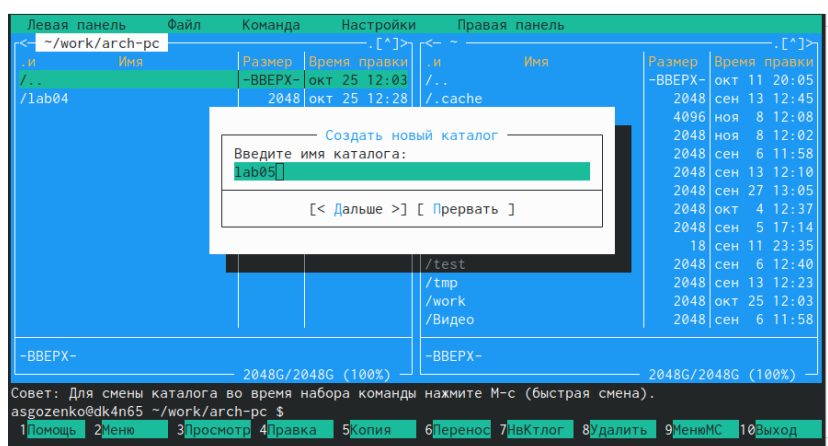 Левая панель Файл Команда Настройки Правая панель
<— ~/work/arch-pc .[^]> <— ~ .[^]>
.и Имя Размер Время правки .и Имя Размер Время правки
/.. -ВВЕРХ- окт 25 12:03 /.. -ВВЕРХ- окт 11 20:05
/lab04 2048 окт 25 12:28 /.cache 2048 сен 13 12:45
4096 ноя 8 12:08
Создать новый каталог 2048 ноя 8 12:02
Введите имя каталога: 2048 сен 6 11:58
lab05 2048 сен 13 12:10
2048 сен 27 13:05
[< Дальше >] [ Прервать ] 2048 окт 4 12:37
2048 сен 5 17:14
18 сен 11 23:35
/test 2048 сен 6 12:40
/tmp 2048 сен 13 12:23
/work 2048 окт 25 12:03
/Видео 2048 сен 6 11:58
-ВВЕРХ- -ВВЕРХ-
2048G/2048G (100%) 2048G/2048G (100%)
Совет: Для смены каталога во время набора команды нажмите M-c (быстрая смена).
asgozenko@dk4n65 ~/work/arch-pc $
1Помощь 2Меню 3Просмотр 4Правка 5Копия 6Перенос 7НвКтлог 8Удалить 9МенюMC 10Выход